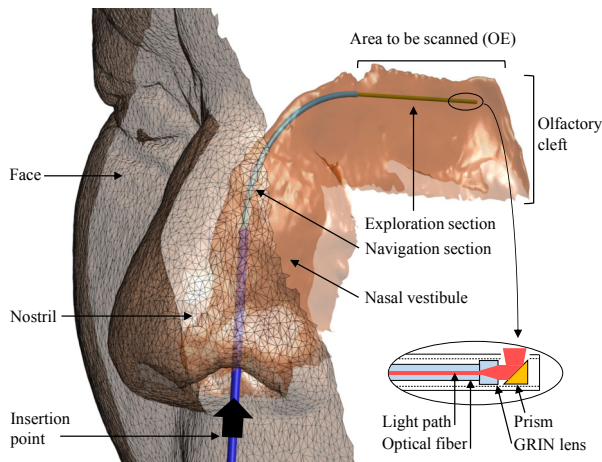 Area to be scanned (OE)
Olfactory
cleft
Face
Exploration section
Navigation section
Nasal vestibule
Nostril
Insertion
point
Light path
Optical fiber
Prism
GRIN lens